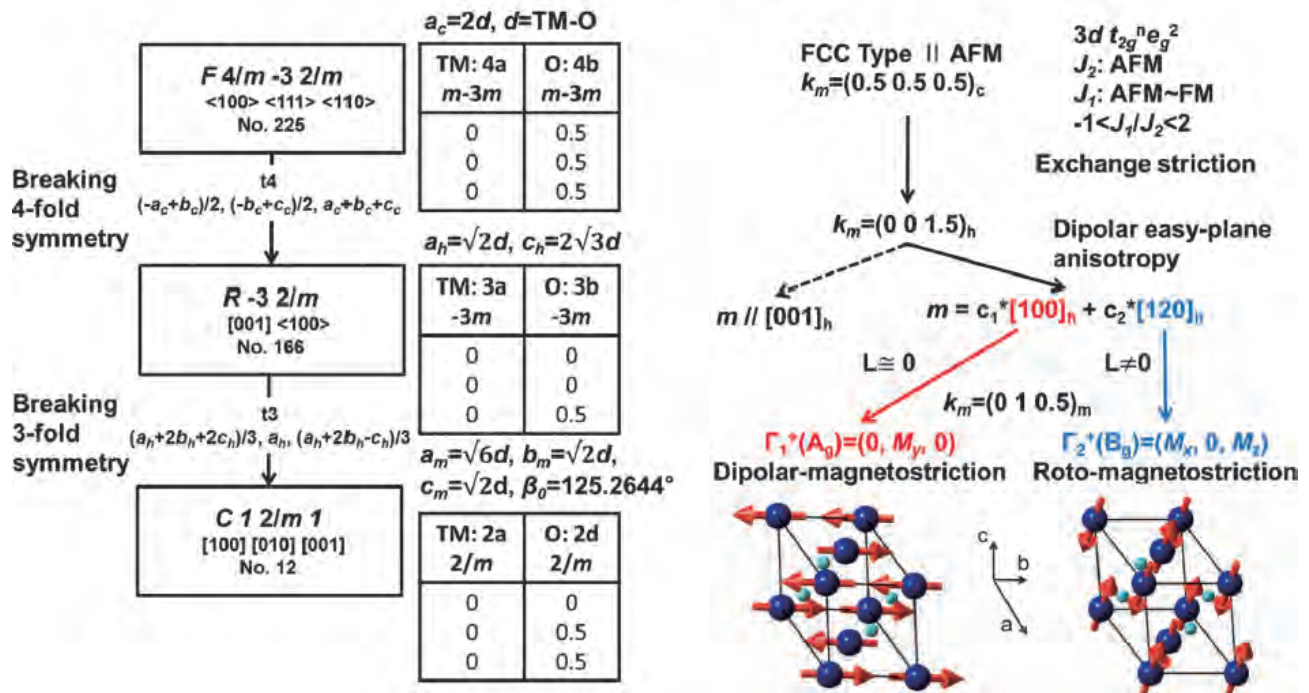 a_c=2d, d=TM-O
F 4/m -3 2/m
<100> <111> <110>
No. 225
TM: 4a O: 4b
m-3m m-3m
0 0.5
0 0.5
0 0.5
Breaking
4-fold
symmetry
t4
(-a_c+b_c)/2, (-b_c+c_c)/2, a_c+b_c+c_c
a_h=√2d, c_h=2√3d
R -3 2/m
[001] <100>
No. 166
TM: 3a O: 3b
-3m -3m
0 0
0 0
0 0.5
Breaking
3-fold
symmetry
t3
(a_h+2b_h+2c_h)/3, a_h, (a_h+2b_h-c_h)/3
a_m=√6d, b_m=√2d,
c_m=√2d, β_0=125.2644°
C 1 2/m 1
[100] [010] [001]
No. 12
TM: 2a O: 2d
2/m 2/m
0 0
0 0.5
0 0.5
FCC Type II AFM
k_m=(0.5 0.5 0.5)_c
3d t_2g^n e_g^2
J_2: AFM
J_1: AFM~FM
-1<J_1/J_2<2
Exchange striction
k_m=(0 0 1.5)_h
Dipolar easy-plane
anisotropy
m // [001]_h
m = c_1*[100]_h + c_2*[120]_h
L≅0
L≠0
k_m=(0 1 0.5)_m
Γ_1^+(A_g)=(0, M_y, 0)
Dipolar-magnetostriction
Γ_2^+(B_g)=(M_x, 0, M_z)
Roto-magnetostriction
c
b
a